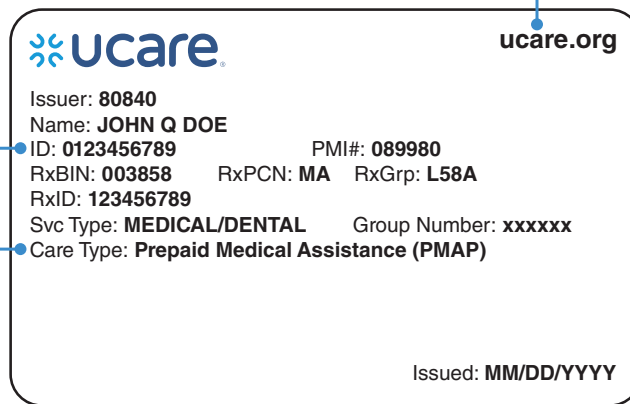 ucare.
ucare.org
Issuer: 80840
Name: JOHN Q DOE
ID: 0123456789 PMI#: 089980
RxBIN: 003858 RxPCN: MA RxGrp: L58A
RxID: 123456789
Svc Type: MEDICAL/DENTAL Group Number: xxxxxx
Care Type: Prepaid Medical Assistance (PMAP)
Issued: MM/DD/YYYY